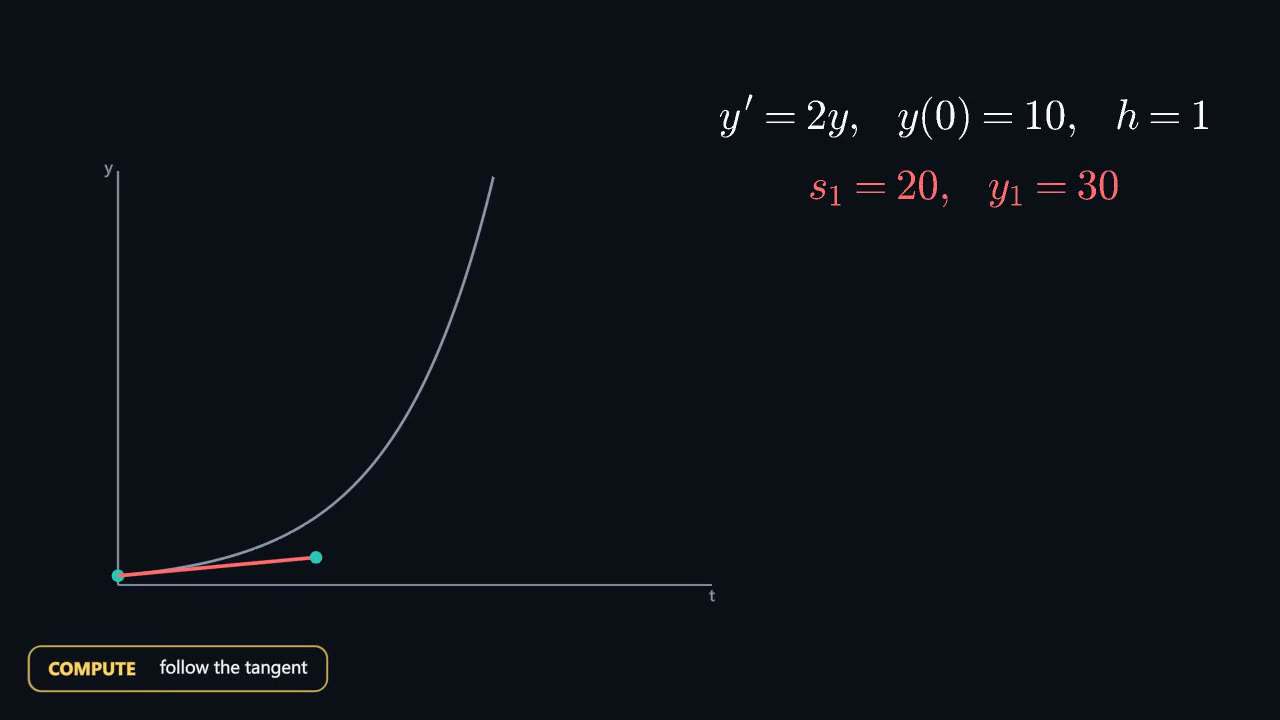 y′ = 2y, y(0) = 10, h = 1
s₁ = 20, y₁ = 30
y
t
COMPUTE follow the tangent